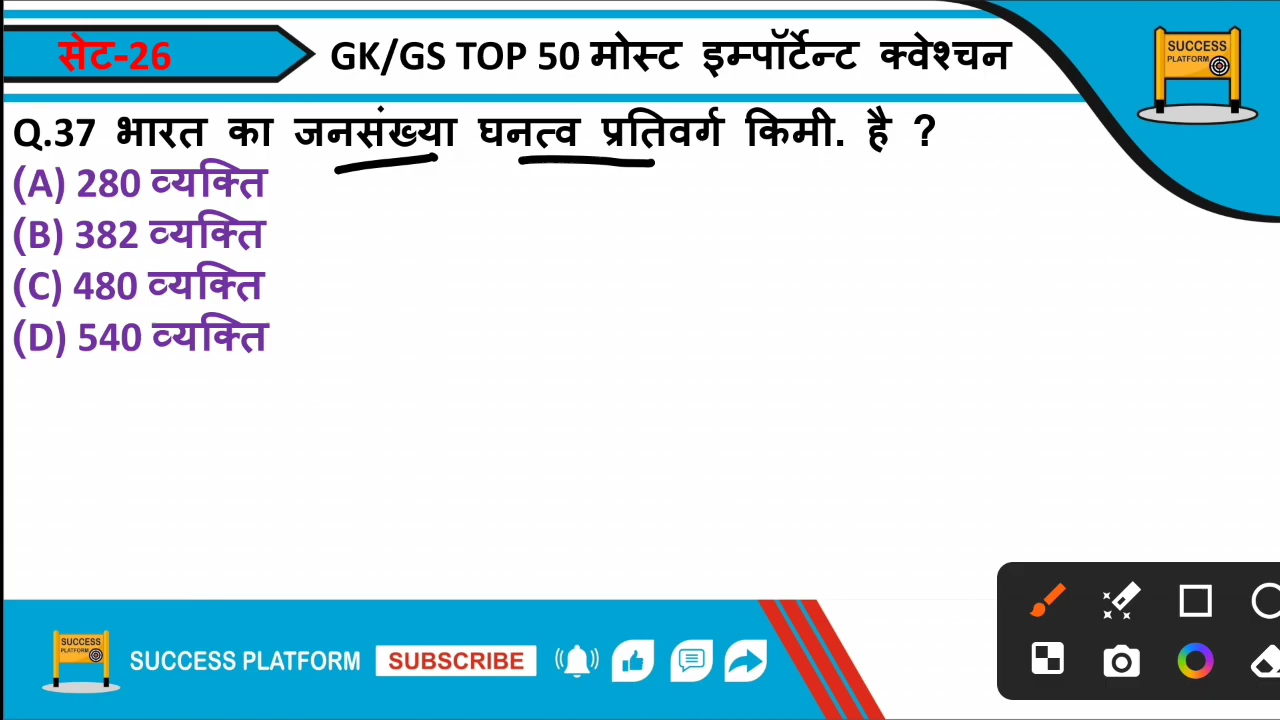 सेट-26
GK/GS TOP 50 मोस्ट इम्पॉर्टेन्ट क्वेश्चन
SUCCESS
PLATFORM
Q.37 भारत का जनसंख्या घनत्व प्रतिवर्ग किमी. है ?
(A) 280 व्यक्ति
(B) 382 व्यक्ति
(C) 480 व्यक्ति
(D) 540 व्यक्ति
SUCCESS
PLATFORM
SUCCESS PLATFORM
SUBSCRIBE